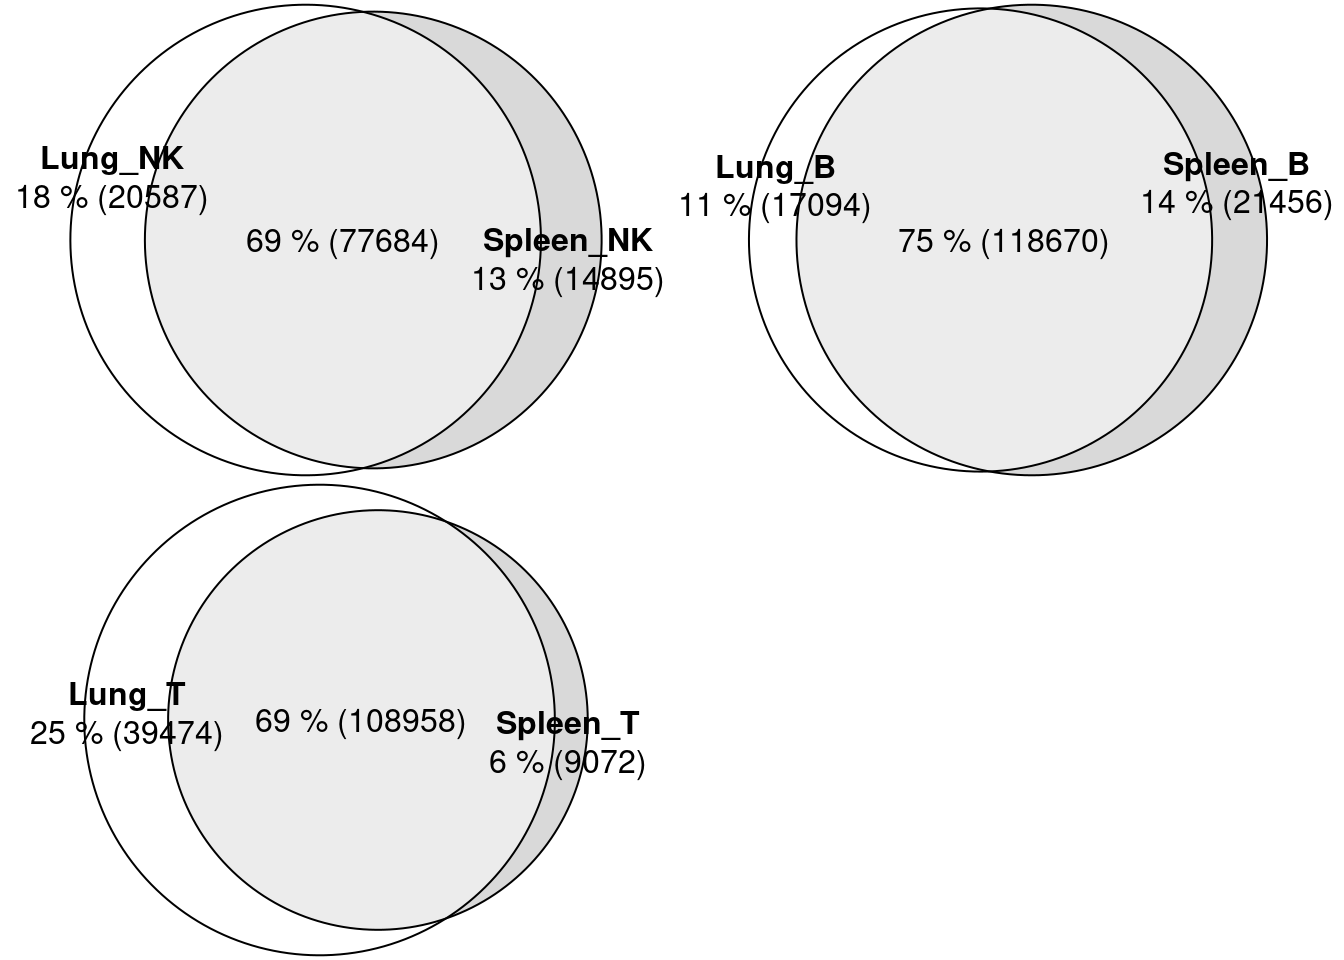 Lung_NK
18 % (20587)
69 % (77684)
Spleen_NK
13 % (14895)
Lung_B
11 % (17094)
75 % (118670)
Spleen_B
14 % (21456)
Lung_T
25 % (39474)
69 % (108958)
Spleen_T
6 % (9072)